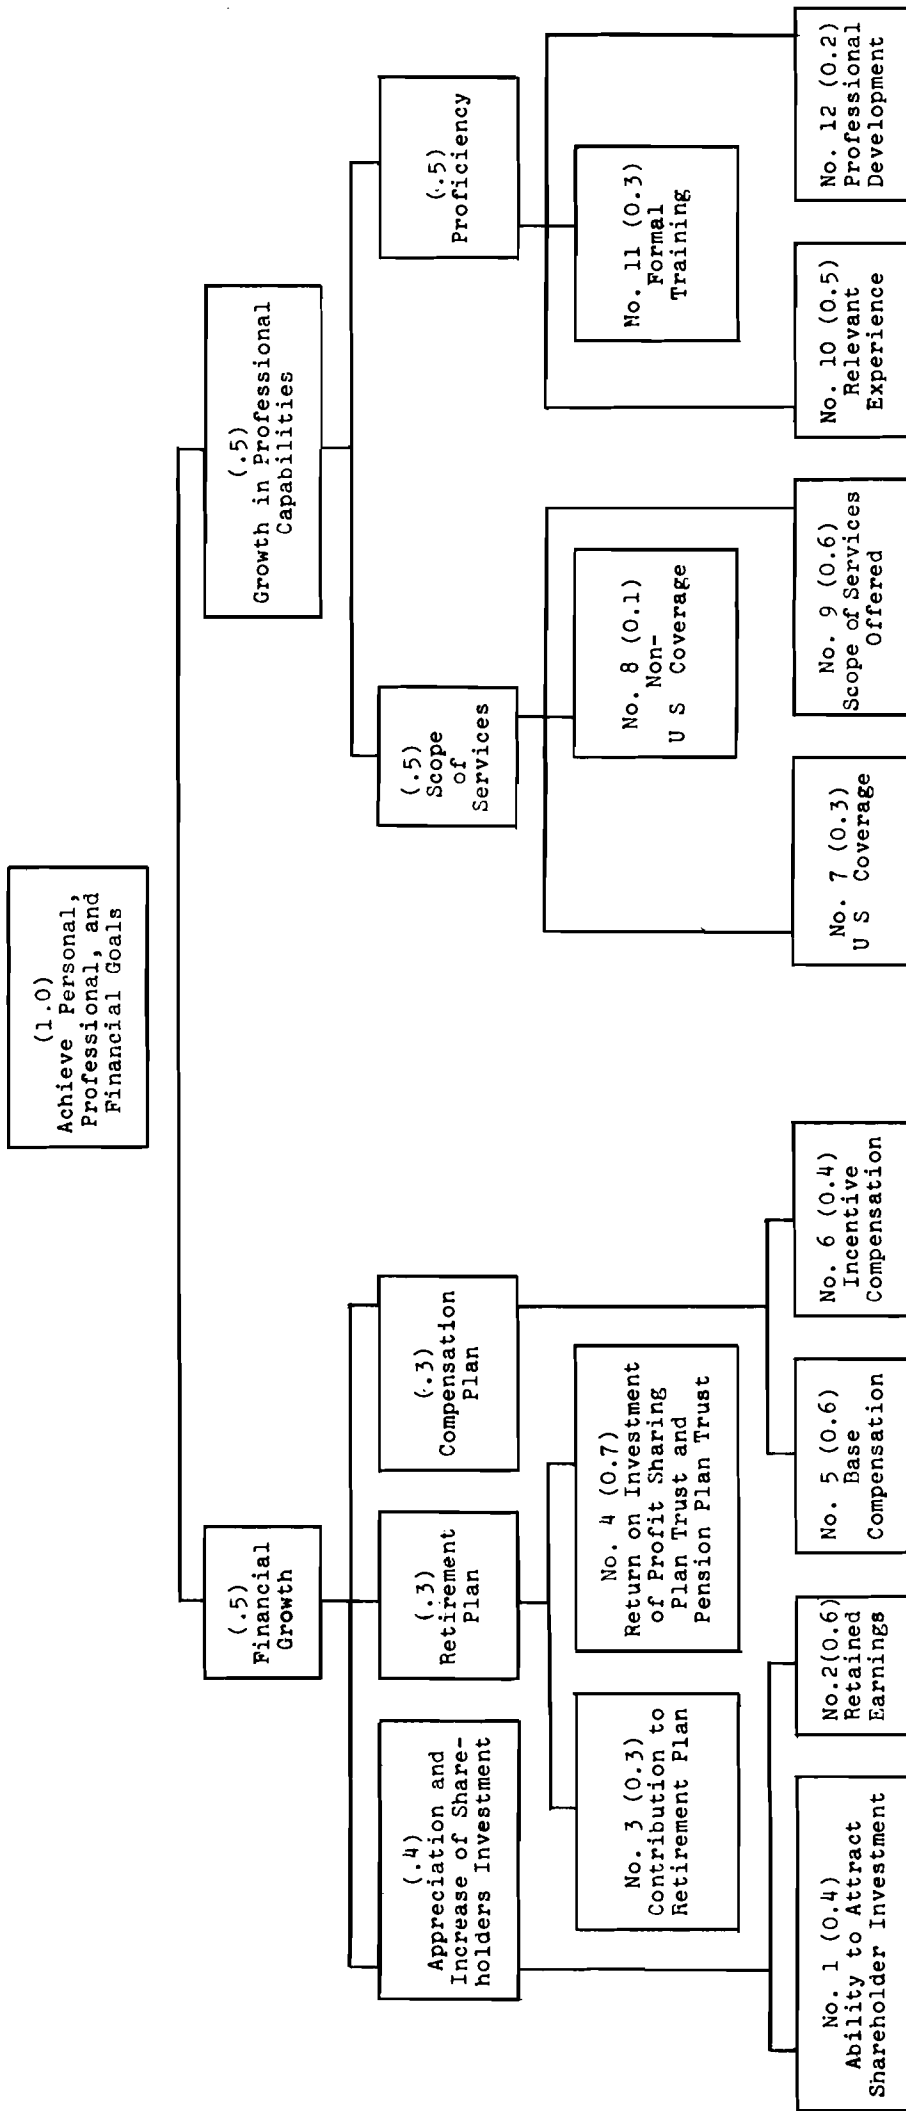 (1.0)
Achieve Personal,
Professional, and
Financial Goals
(.5)
Financial
Growth
(.5)
Growth in Professional
Capabilities
(.4)
Appreciation and
Increase of Share-
holders Investment
(.3)
Retirement
Plan
(.3)
Compensation
Plan
(.5)
Scope
of
Services
(.5)
Proficiency
No. 3 (0.3)
Contribution to
Retirement Plan
No. 4 (0.7)
Return on Investment
of Profit Sharing
Plan Trust and
Pension Plan Trust
No. 8 (0.1)
Non-
U S Coverage
No. 11 (0.3)
Formal
Training
No. 1 (0.4)
Ability to Attract
Shareholder Investment
No.2(0.6)
Retained
Earnings
No. 5 (0.6)
Base
Compensation
No. 6 (0.4)
Incentive
Compensation
No. 7 (0.3)
U S Coverage
No. 9 (0.6)
Scope of Services
Offered
No. 10 (0.5)
Relevant
Experience
No. 12 (0.2)
Professional
Development